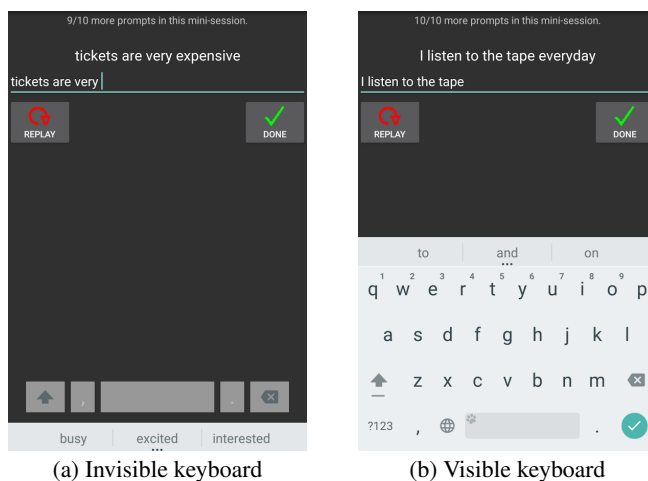 9/10 more prompts in this mini-session.
tickets are very expensive
tickets are very
REPLAY
DONE
,
.
busy excited interested
(a) Invisible keyboard
10/10 more prompts in this mini-session.
I listen to the tape everyday
I listen to the tape
REPLAY
DONE
to and on
1 2 3 4 5 6 7 8 9
q w e r t y u i o p
a s d f g h j k l
z x c v b n m
?123 , .
(b) Visible keyboard